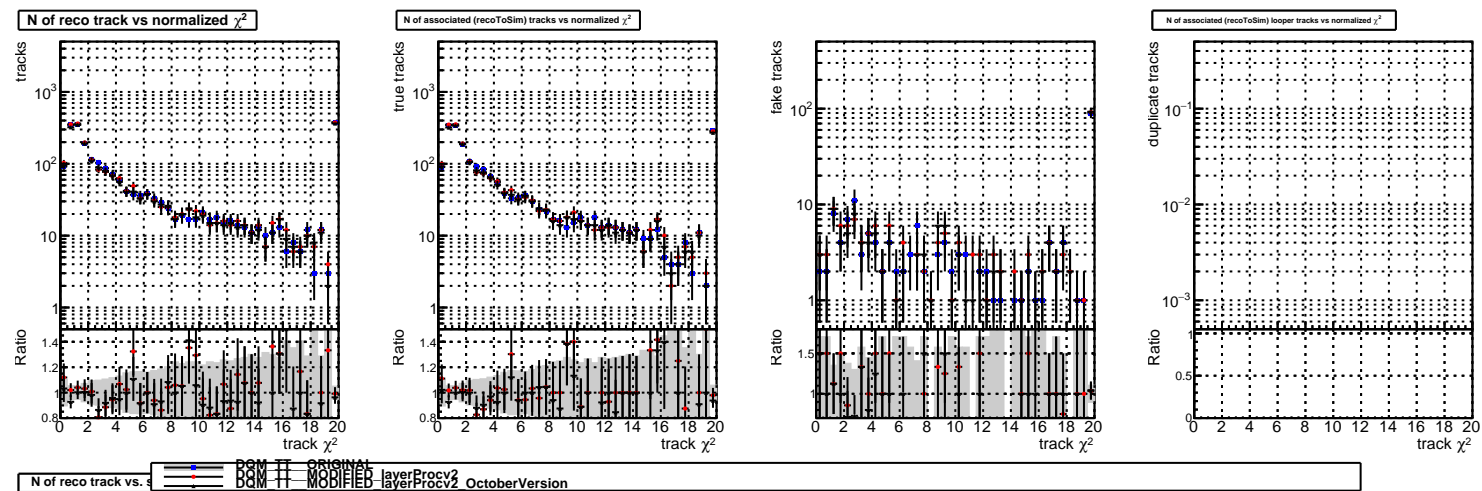 N of reco track vs normalized χ²
N of associated (recoToSim) tracks vs normalized χ²
N of associated (recoToSim) looper tracks vs normalized χ²
tracks
10³
10²
10
1
Ratio
1.4
1.2
1
0.8
0 2 4 6 8 10 12 14 16 18 20
track χ²
true tracks
10³
10²
10
1
Ratio
1.4
1.2
1
0.8
0 2 4 6 8 10 12 14 16 18 20
track χ²
fake tracks
10²
10
1
Ratio
1.5
1
0 2 4 6 8 10 12 14 16 18 20
track χ²
duplicate tracks
10⁻¹
10⁻²
10⁻³
Ratio
1
0.5
0
0 2 4 6 8 10 12 14 16 18 20
track χ²
N of reco track vs. s
DQM_TT__ORIGINAL
DQM_TT__MODIFIED_layerProcv2
DQM_TT__MODIFIED_layerProcv2_OctoberVersion